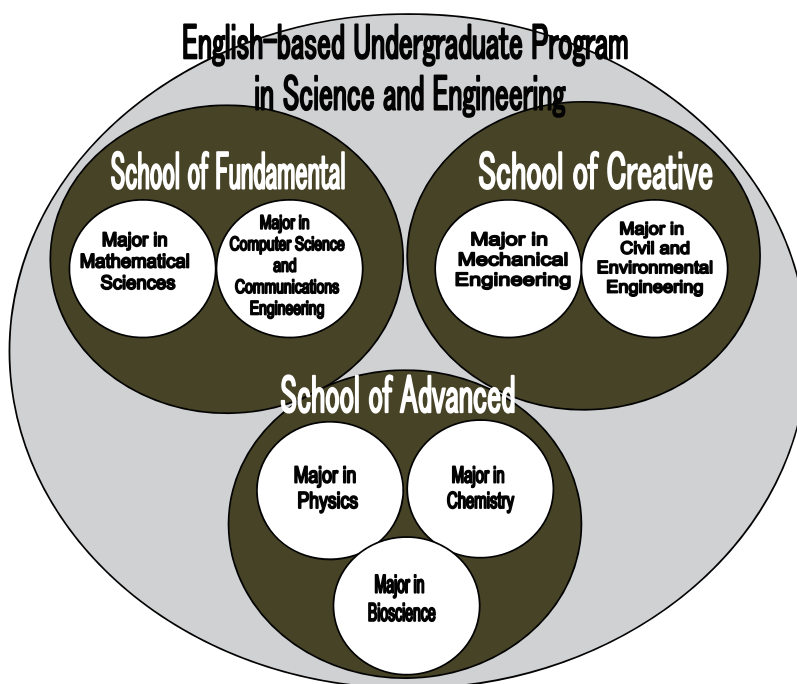 English-based Undergraduate Program
in Science and Engineering
School of Fundamental
Major in
Mathematical
Sciences
Major in
Computer Science
and
Communications
Engineering
School of Creative
Major in
Mechanical
Engineering
Major in
Civil and
Environmental
Engineering
School of Advanced
Major in
Physics
Major in
Chemistry
Major in
Bioscience